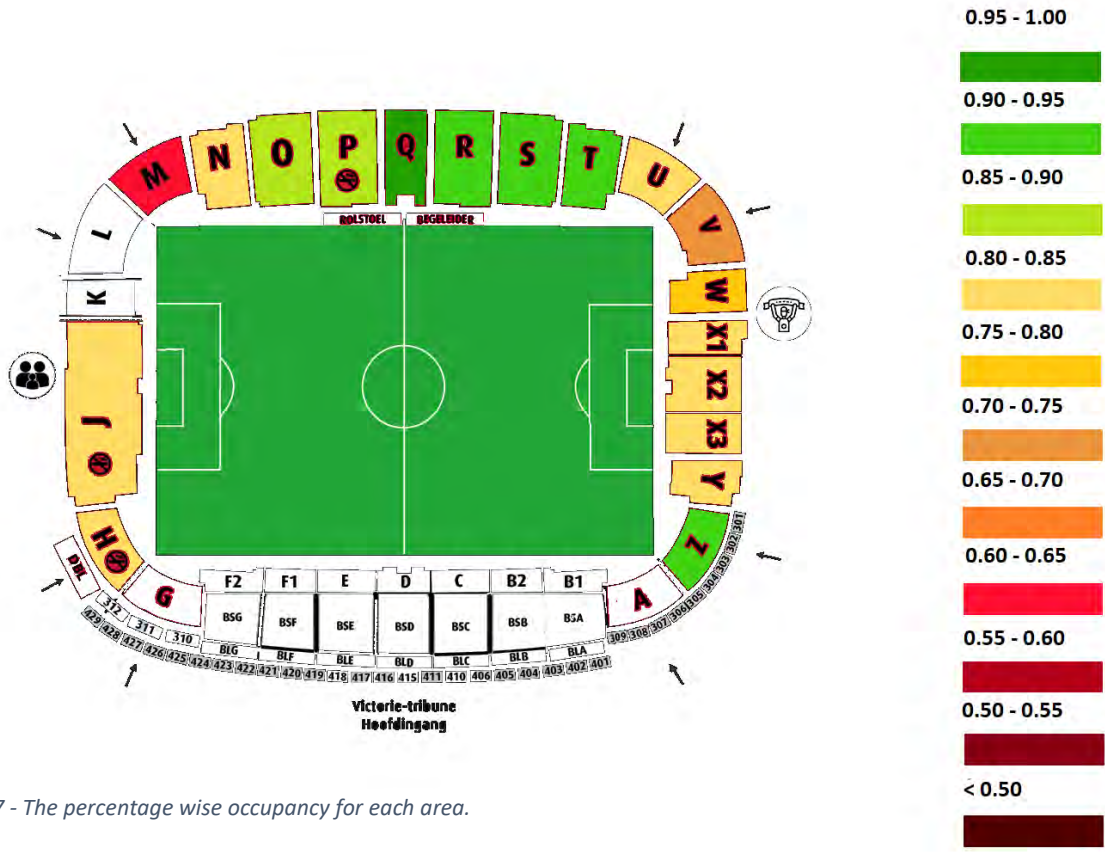 0.95 - 1.00
0.90 - 0.95
0.85 - 0.90
0.80 - 0.85
0.75 - 0.80
0.70 - 0.75
0.65 - 0.70
0.60 - 0.65
0.55 - 0.60
0.50 - 0.55
< 0.50
M N O P Q R S T U V
L
K
J
H
G
W
X1
X2
X3
Y
Z
A
ROLSTOEL BEGELEIDER
DBL
F2 F1 E D C B2 B1
BSG BSF BSE BSD BSC BSB BSA
BLG BLF BLE BLD BLC BLB BLA
312 311 310
309 308 307 306 305 304 303 302 301
429 428 427 426 425 424 423 422 421 420 419 418 417 416 415 411 410 406 405 404 403 402 401
Victorie-tribune
Hoofdingang
7 - The percentage wise occupancy for each area.